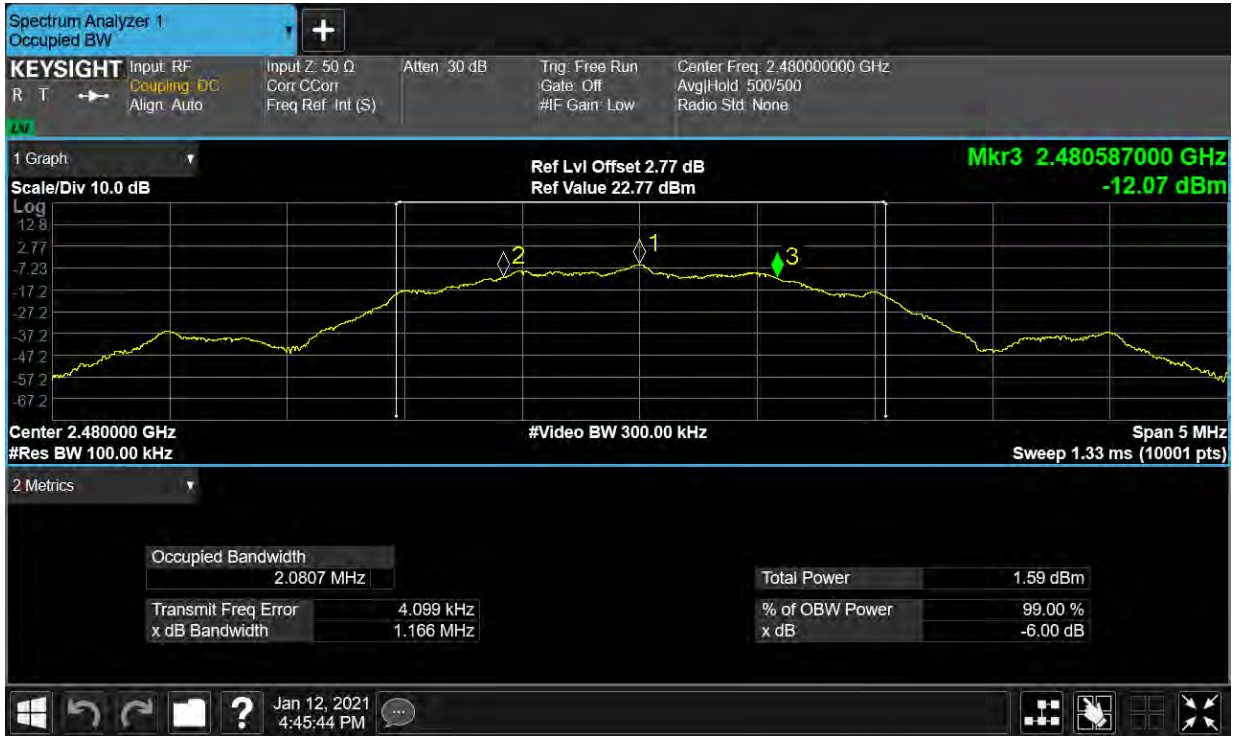 Spectrum Analyzer 1
Occupied BW
+
KEYSIGHT
R T
Input: RF
Coupling: DC
Align: Auto
Input Z: 50 Ω
Corr CCorr
Freq Ref: Int (S)
Atten: 30 dB
Trig: Free Run
Gate: Off
#IF Gain: Low
Center Freq: 2.480000000 GHz
Avg|Hold: 500/500
Radio Std: None
1 Graph
Scale/Div 10.0 dB
Ref Lvl Offset 2.77 dB
Ref Value 22.77 dBm
Mkr3 2.480587000 GHz
-12.07 dBm
Log
12.8
2.77
-7.23
-17.2
-27.2
-37.2
-47.2
-57.2
-67.2
2
1
3
Center 2.480000 GHz
#Res BW 100.00 kHz
#Video BW 300.00 kHz
Span 5 MHz
Sweep 1.33 ms (10001 pts)
2 Metrics
Occupied Bandwidth
2.0807 MHz
Transmit Freq Error 4.099 kHz
x dB Bandwidth 1.166 MHz
Total Power 1.59 dBm
% of OBW Power 99.00 %
x dB -6.00 dB
?
Jan 12, 2021
4:45:44 PM